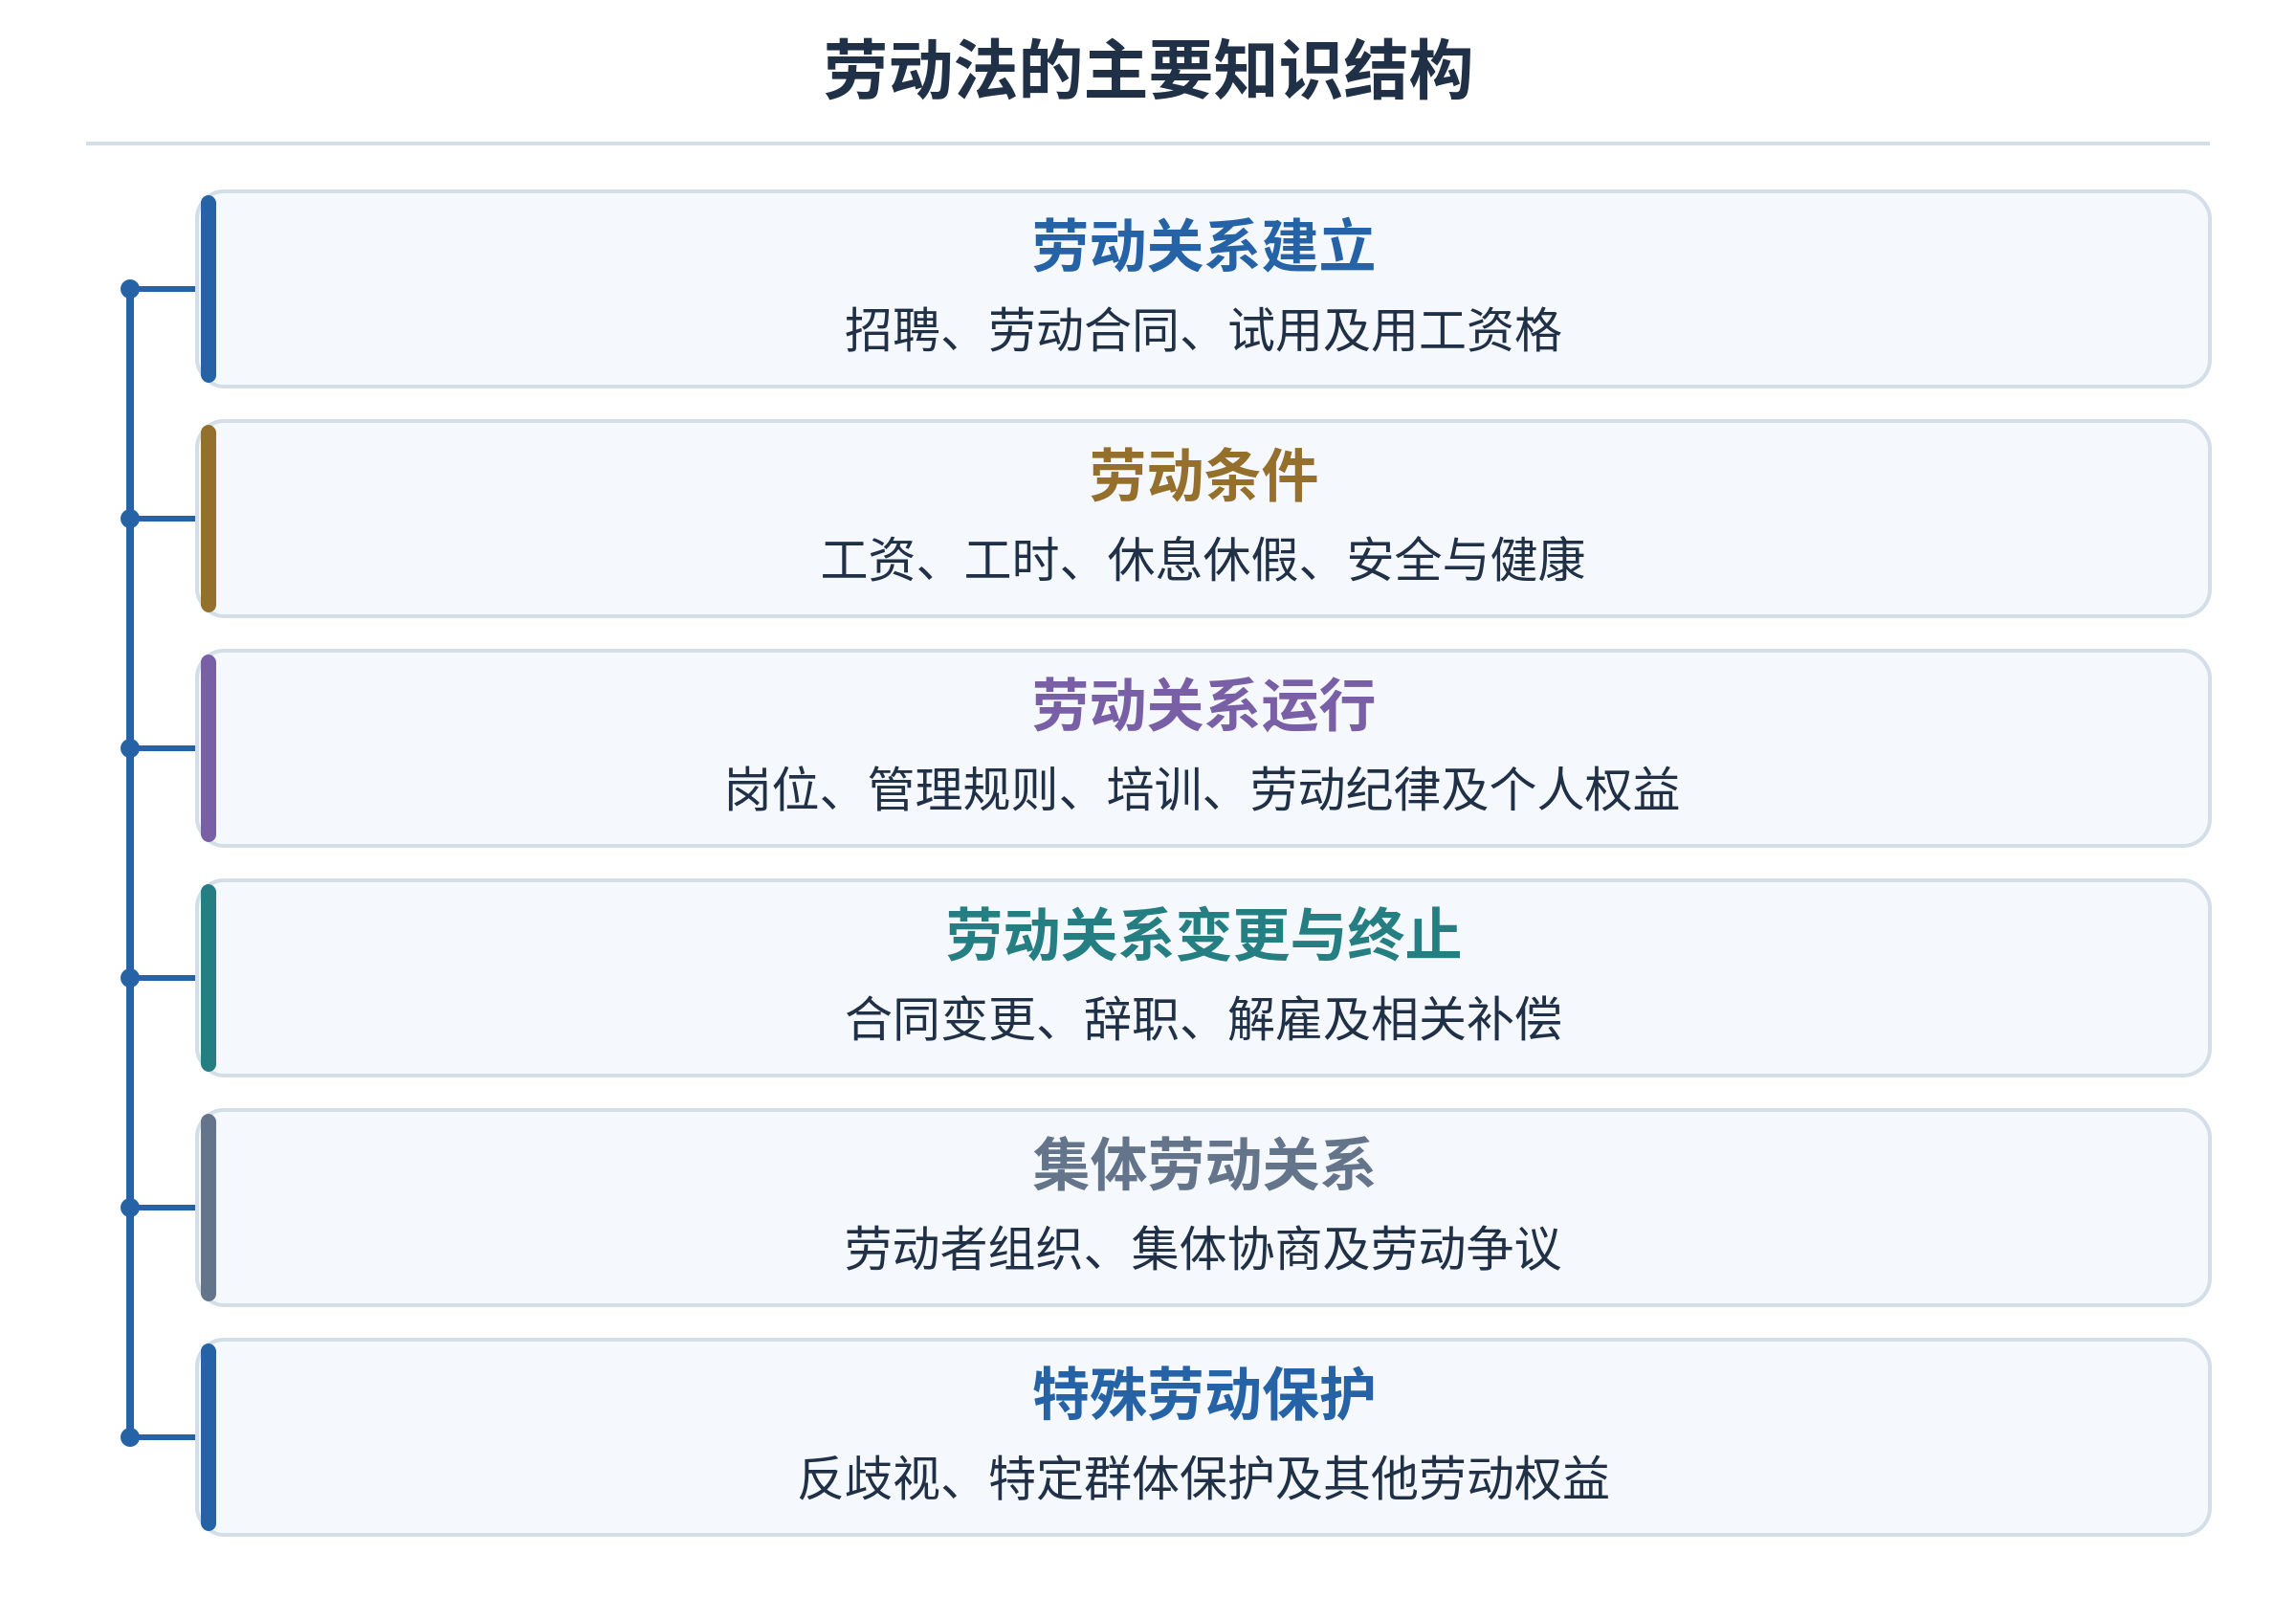 劳动法的主要知识结构
劳动关系建立
招聘、劳动合同、试用及用工资格
劳动条件
工资、工时、休息休假、安全与健康
劳动关系运行
岗位、管理规则、培训、劳动纪律及个人权益
劳动关系变更与终止
合同变更、辞职、解雇及相关补偿
集体劳动关系
劳动者组织、集体协商及劳动争议
特殊劳动保护
反歧视、特定群体保护及其他劳动权益